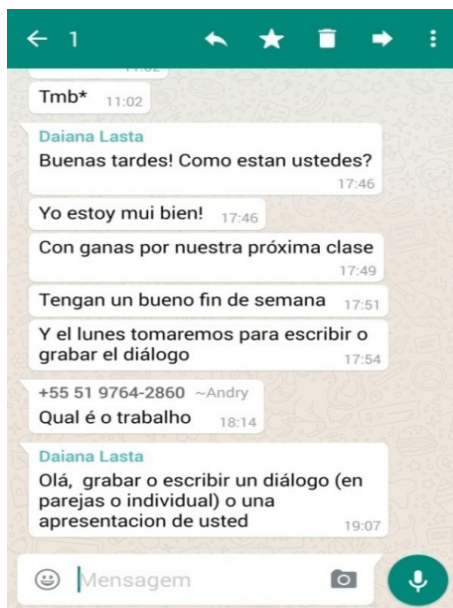 1
11:02
Tmb* 11:02
Daiana Lasta
Buenas tardes! Como estan ustedes?
17:46
Yo estoy mui bien! 17:46
Con ganas por nuestra próxima clase
17:49
Tengan un bueno fin de semana 17:51
Y el lunes tomaremos para escribir o
grabar el diálogo 17:54
+55 51 9764-2860 ~Andry
Qual é o trabalho 18:14
Daiana Lasta
Olá, grabar o escribir un diálogo (en
parejas o individual) o una
apresentacion de usted 19:07
Mensagem